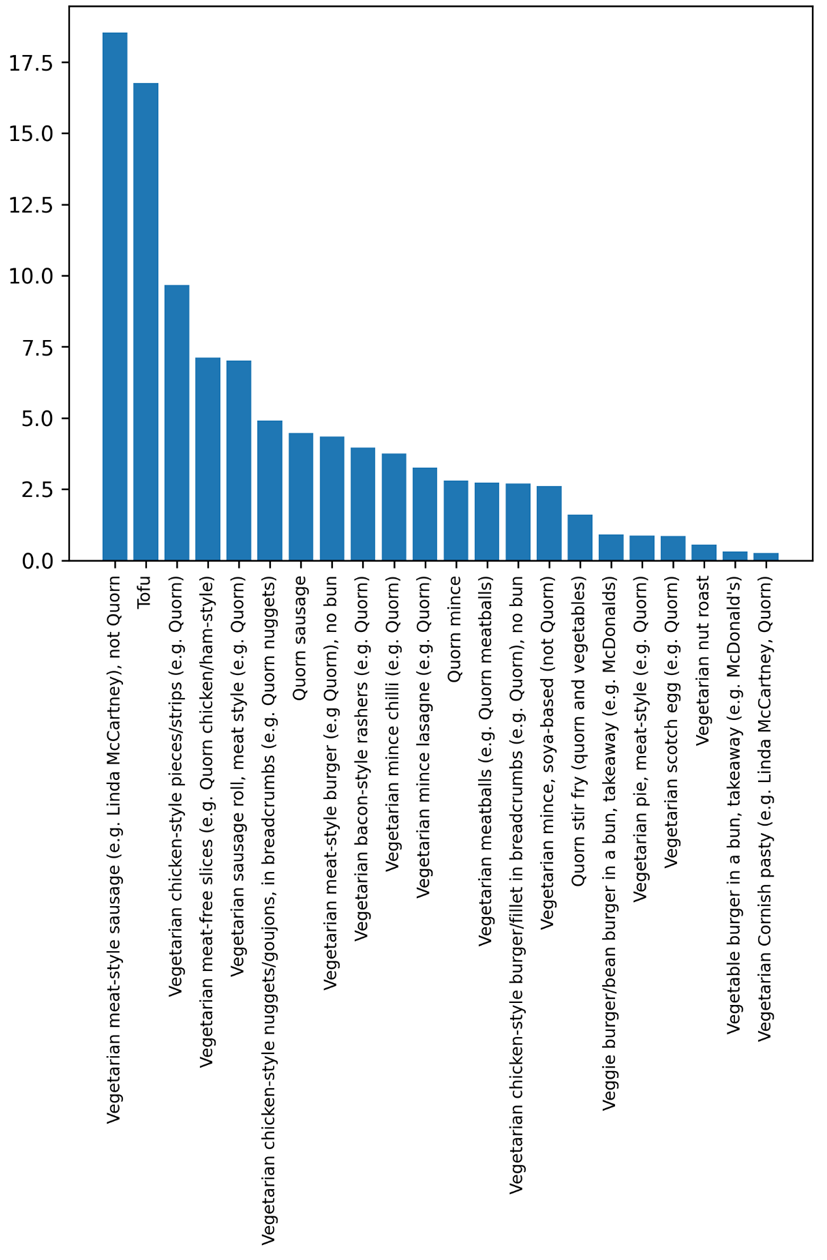 17.5
15.0
12.5
10.0
7.5
5.0
2.5
0.0
Vegetarian meat-style sausage (e.g. Linda McCartney), not Quorn
Tofu
Vegetarian chicken-style pieces/strips (e.g. Quorn)
Vegetarian meat-free slices (e.g. Quorn chicken/ham-style)
Vegetarian sausage roll, meat style (e.g. Quorn)
Vegetarian chicken-style nuggets/goujons, in breadcrumbs (e.g. Quorn nuggets)
Quorn sausage
Vegetarian meat-style burger (e.g Quorn), no bun
Vegetarian bacon-style rashers (e.g. Quorn)
Vegetarian mince chilli (e.g. Quorn)
Vegetarian mince lasagne (e.g. Quorn)
Quorn mince
Vegetarian meatballs (e.g. Quorn meatballs)
Vegetarian chicken-style burger/fillet in breadcrumbs (e.g. Quorn), no bun
Vegetarian mince, soya-based (not Quorn)
Quorn stir fry (quorn and vegetables)
Veggie burger/bean burger in a bun, takeaway (e.g. McDonalds)
Vegetarian pie, meat-style (e.g. Quorn)
Vegetarian scotch egg (e.g. Quorn)
Vegetarian nut roast
Vegetable burger in a bun, takeaway (e.g. McDonald's)
Vegetarian Cornish pasty (e.g. Linda McCartney, Quorn)